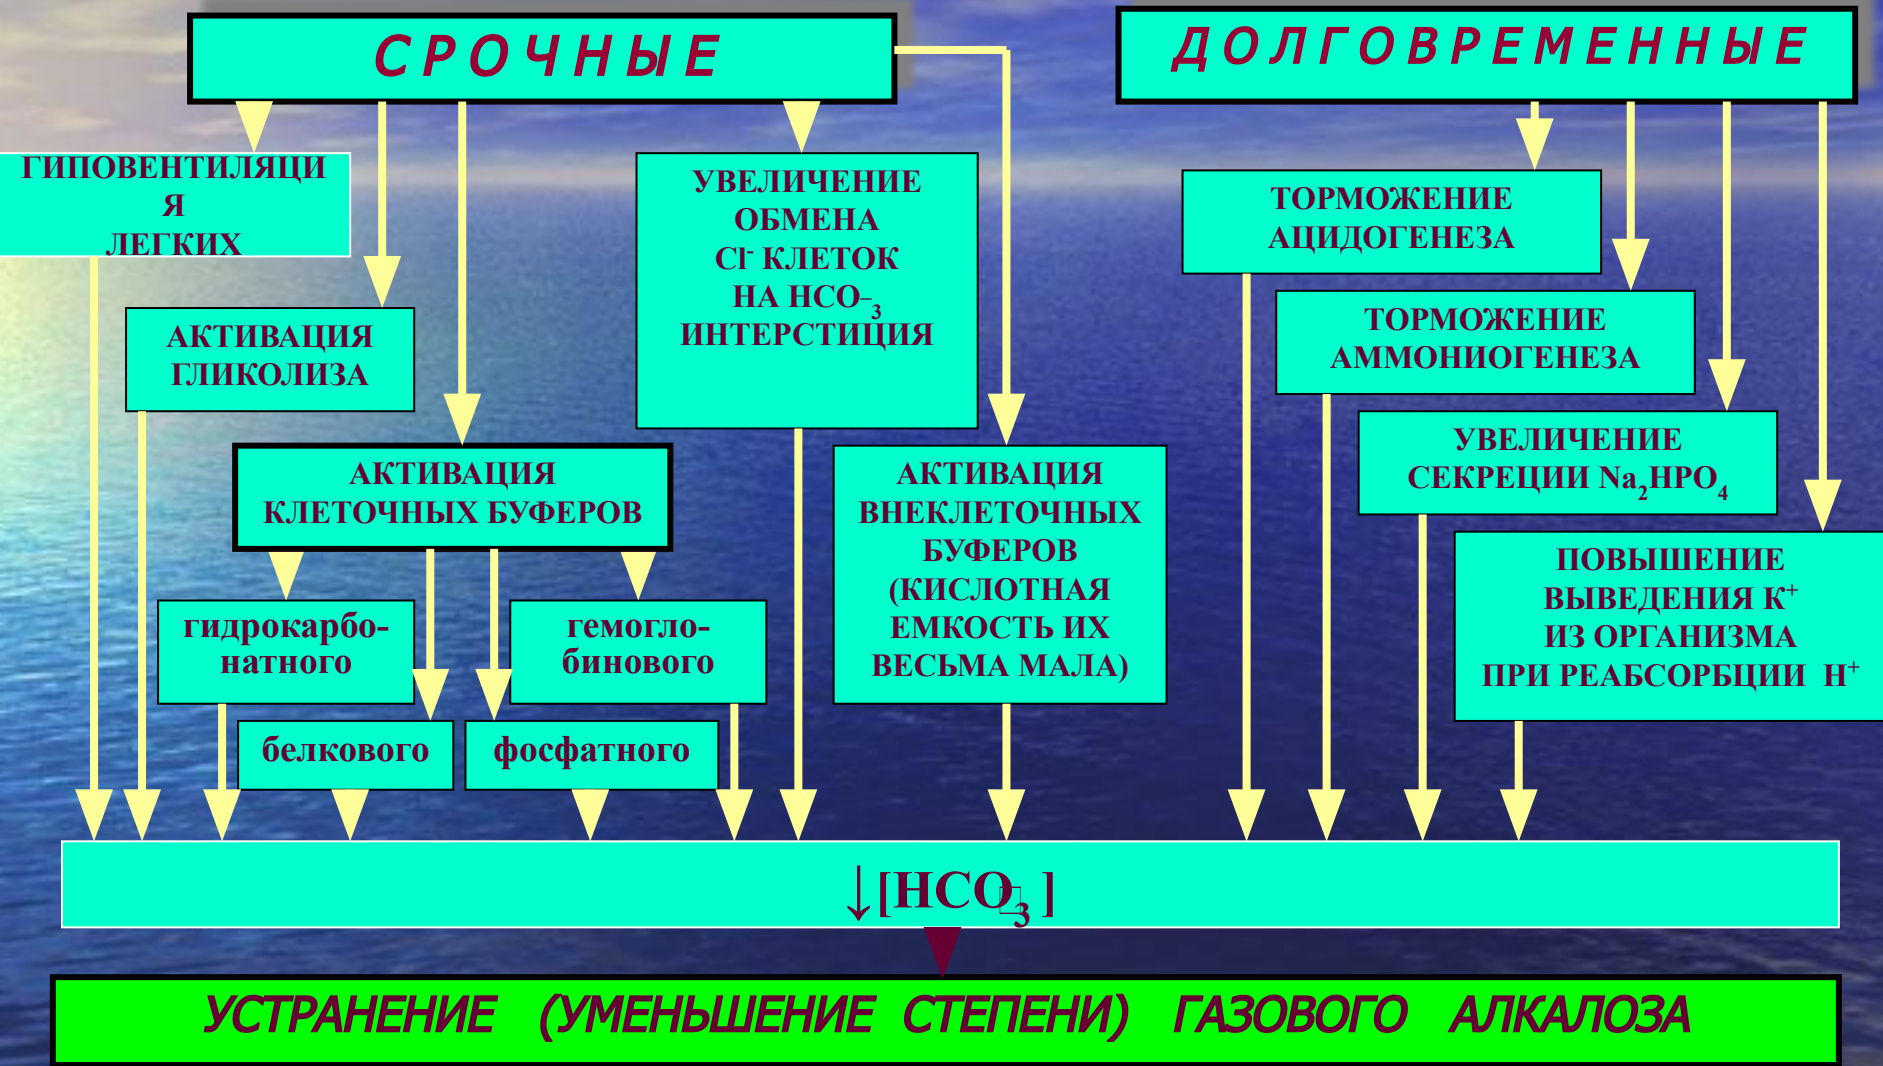 СРОЧНЫЕ
ДОЛГОВРЕМЕННЫЕ
ГИПОВЕНТИЛЯЦИ
Я
ЛЕГКИХ
АКТИВАЦИЯ
ГЛИКОЛИЗА
АКТИВАЦИЯ
КЛЕТОЧНЫХ БУФЕРОВ
гидрокарбо-
натного
белкового
фосфатного
гемогло-
бинового
УВЕЛИЧЕНИЕ
ОБМЕНА
Cl⁻ КЛЕТОК
НА НСО–₃
ИНТЕРСТИЦИЯ
АКТИВАЦИЯ
ВНЕКЛЕТОЧНЫХ
БУФЕРОВ
(КИСЛОТНАЯ
ЕМКОСТЬ ИХ
ВЕСЬМА МАЛА)
ТОРМОЖЕНИЕ
АЦИДОГЕНЕЗА
ТОРМОЖЕНИЕ
АММОНИОГЕНЕЗА
УВЕЛИЧЕНИЕ
СЕКРЕЦИИ Na₂HPO₄
ПОВЫШЕНИЕ
ВЫВЕДЕНИЯ К⁺
ИЗ ОРГАНИЗМА
ПРИ РЕАБСОРБЦИИ Н⁺
↓[НСО₃ ]
УСТРАНЕНИЕ (УМЕНЬШЕНИЕ СТЕПЕНИ) ГАЗОВОГО АЛКАЛОЗА